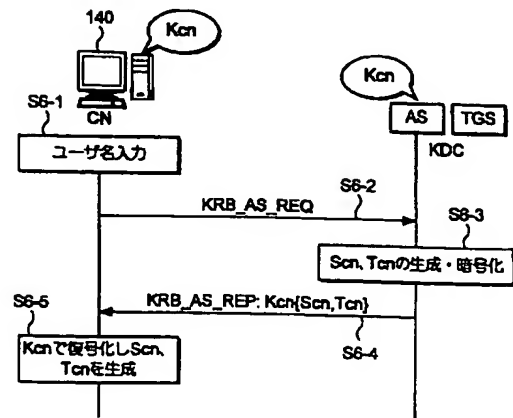 140
Kcn
Kcn
S6-1
CN
AS
TGS
KDC
ユーザ名入力
KRB_AS_REQ
S6-2
S6-3
Scn、Tcnの生成・暗号化
S6-5
KRB_AS_REP: Kcn{Scn,Tcn}
S6-4
Kcnで復号化しScn、
Tcnを生成